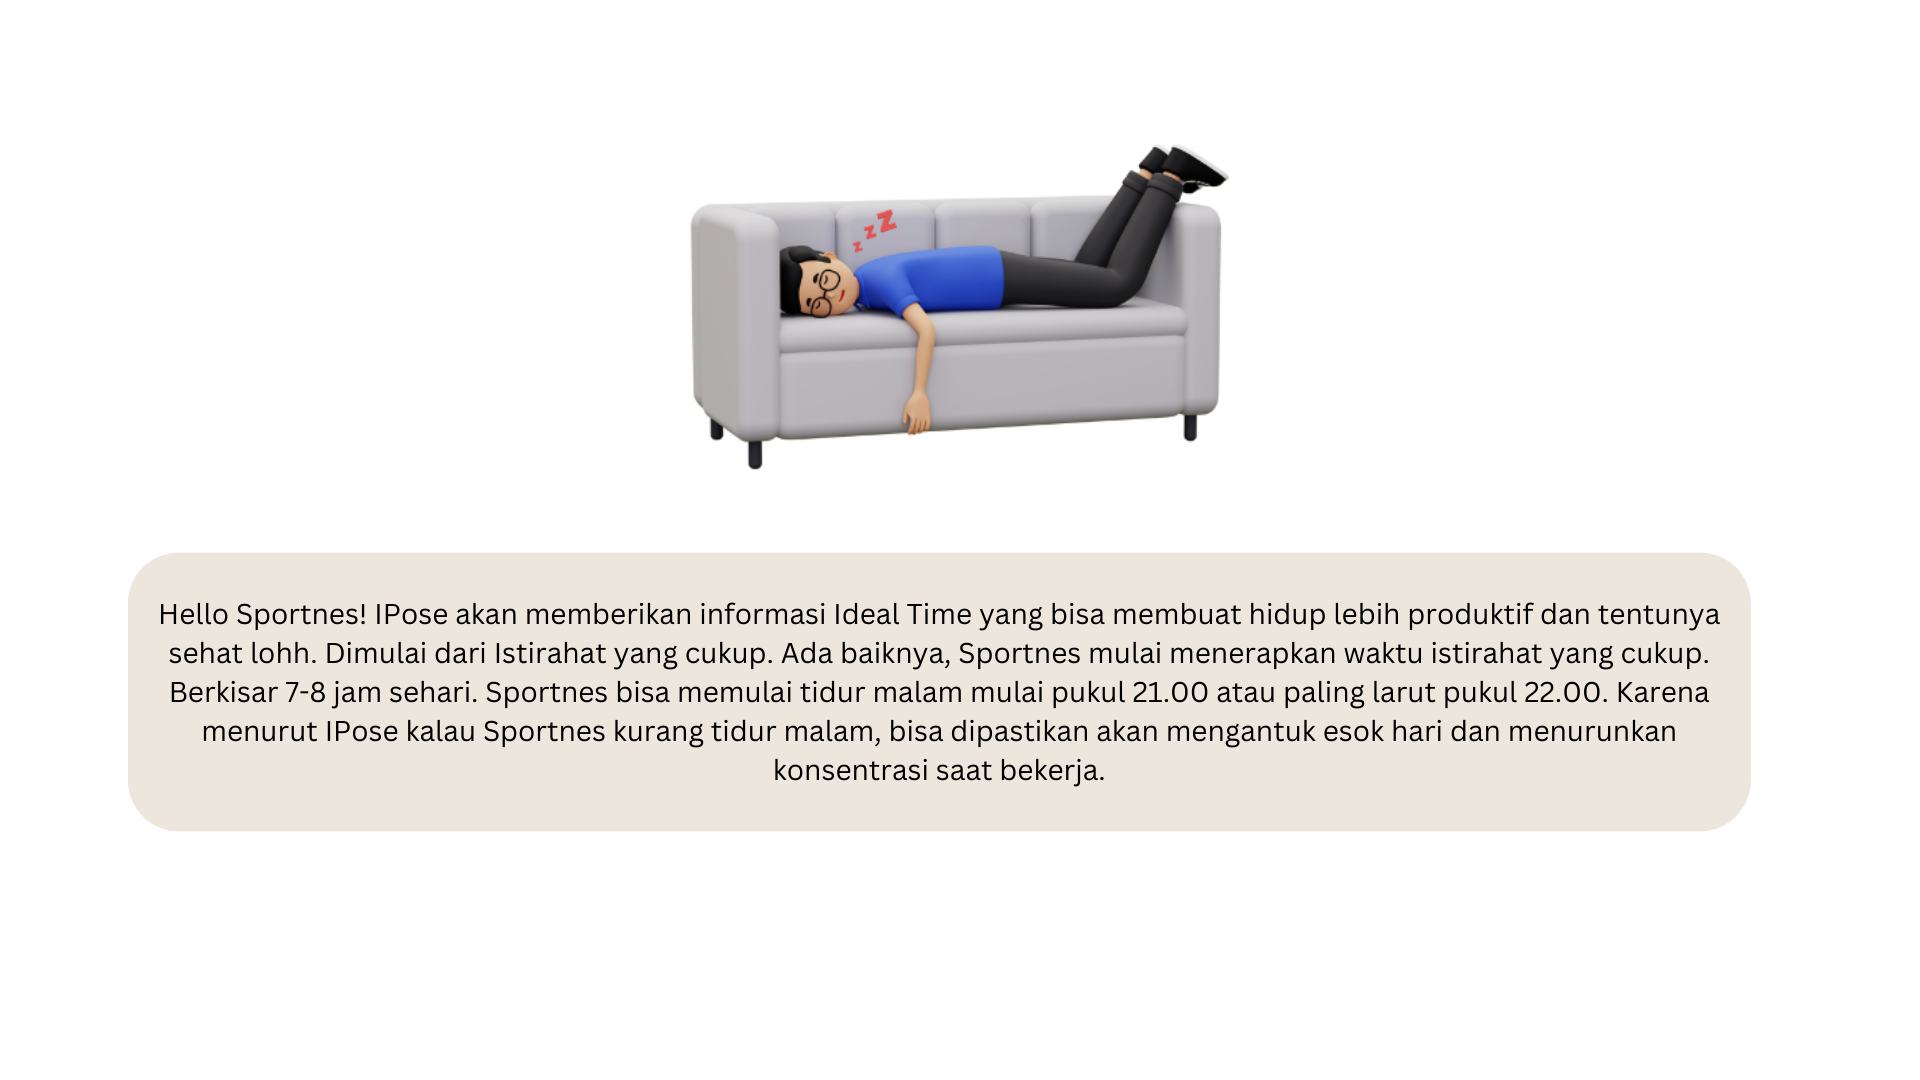 z z Z
Hello Sportnes! IPose akan memberikan informasi Ideal Time yang bisa membuat hidup lebih produktif dan tentunya
sehat lohh. Dimulai dari Istirahat yang cukup. Ada baiknya, Sportnes mulai menerapkan waktu istirahat yang cukup.
Berkisar 7-8 jam sehari. Sportnes bisa memulai tidur malam mulai pukul 21.00 atau paling larut pukul 22.00. Karena
menurut IPose kalau Sportnes kurang tidur malam, bisa dipastikan akan mengantuk esok hari dan menurunkan
konsentrasi saat bekerja.